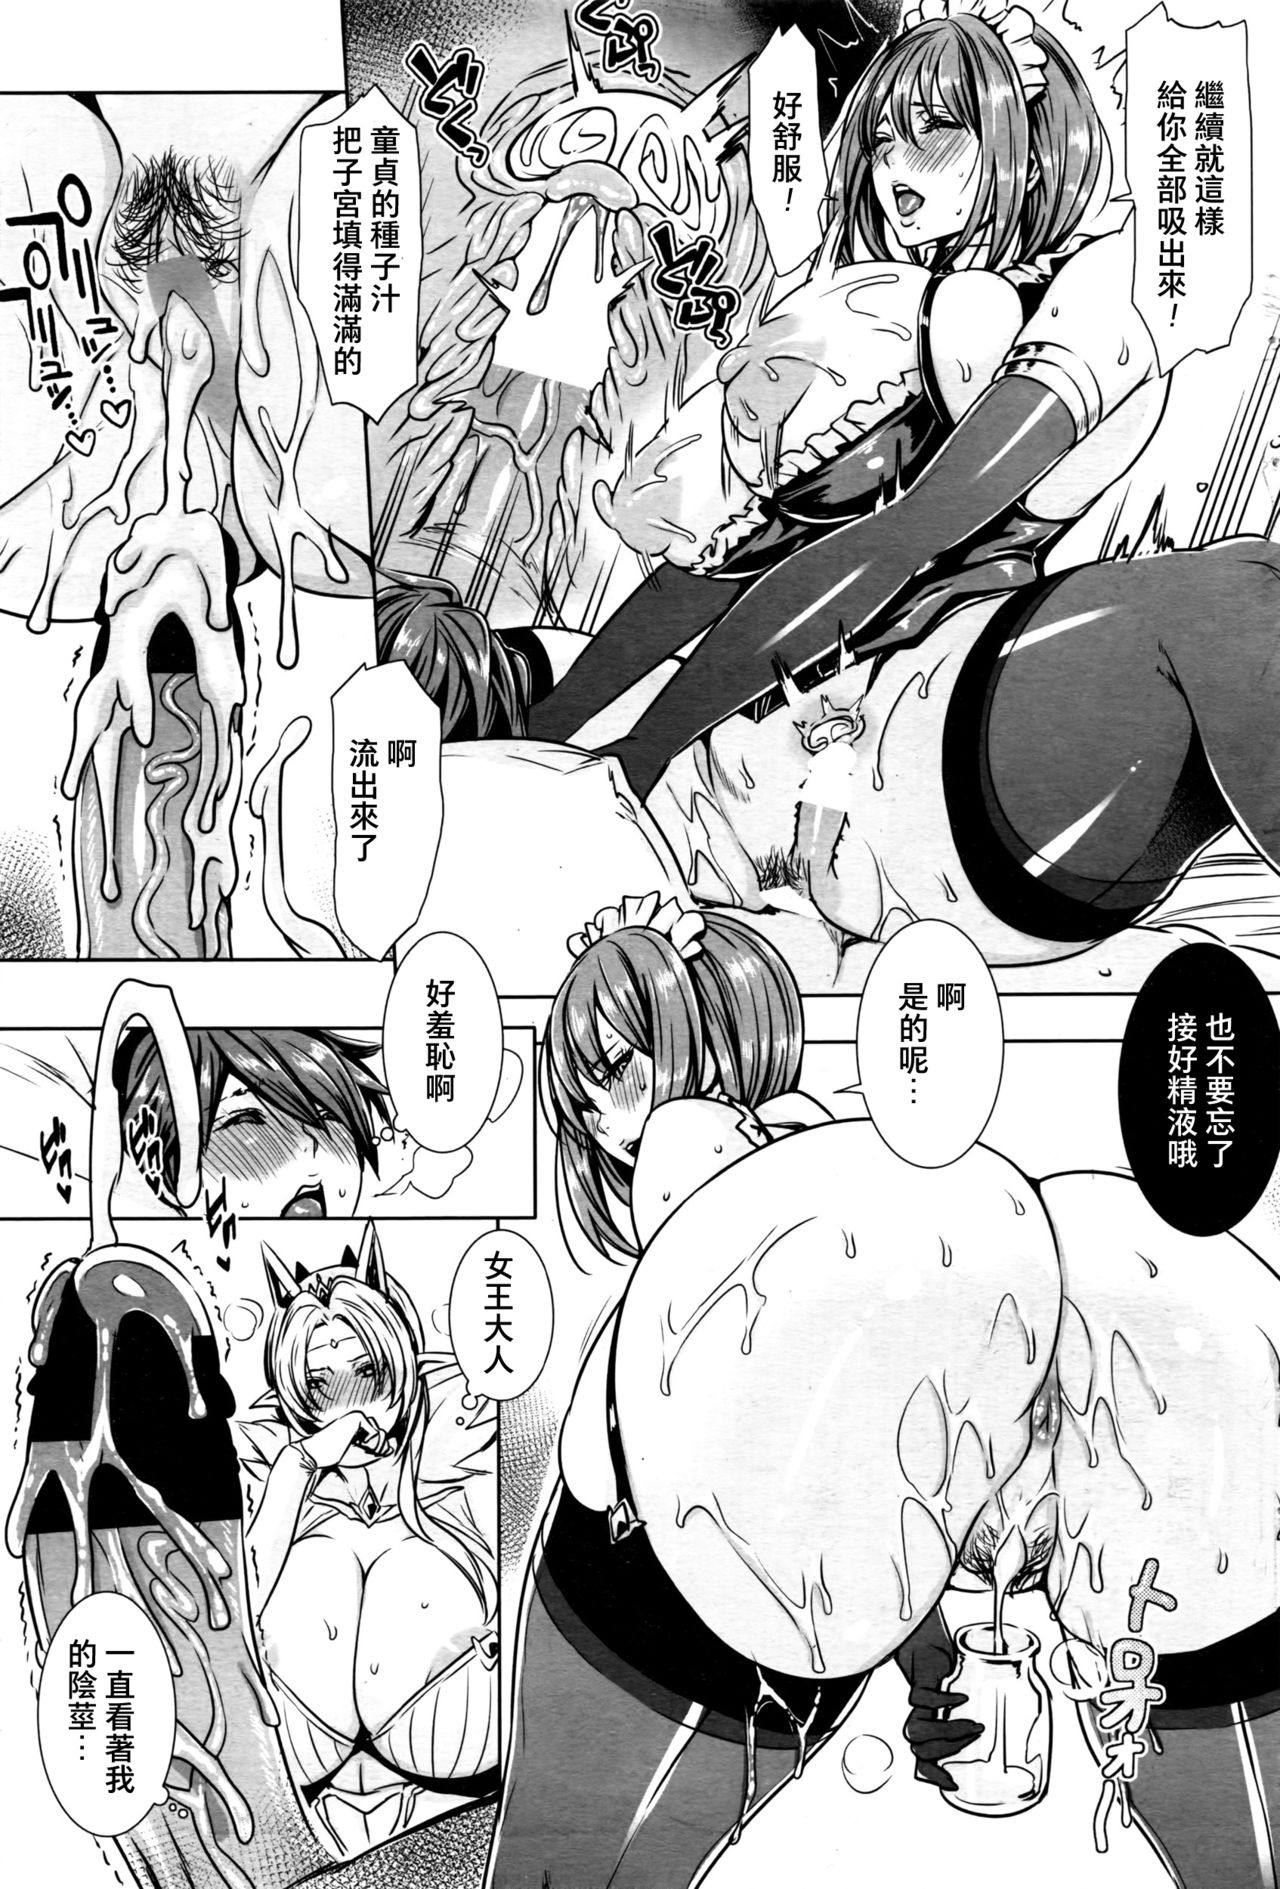 繼續就這樣
給你全部吸出來!
好舒服!
童貞的種子汁
把子宮填得滿滿的
啊
流出來了
也不要忘了
接好精液哦
啊
是的呢…
好羞恥啊
女王大人
一直看著我
的陰莖…